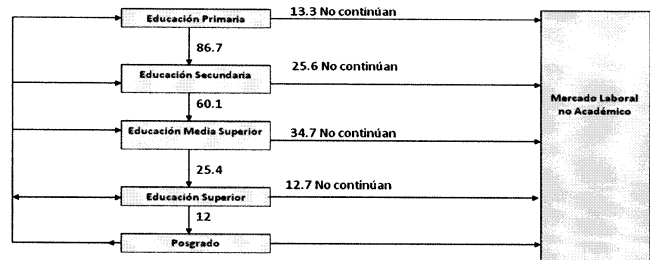 Educación Primaria
13.3 No continúan
86.7
Educación Secundaria
25.6 No continúan
60.1
Mercado Laboral
no Académico
Educación Media Superior
34.7 No continúan
25.4
Educación Superior
12.7 No continúan
12
Posgrado